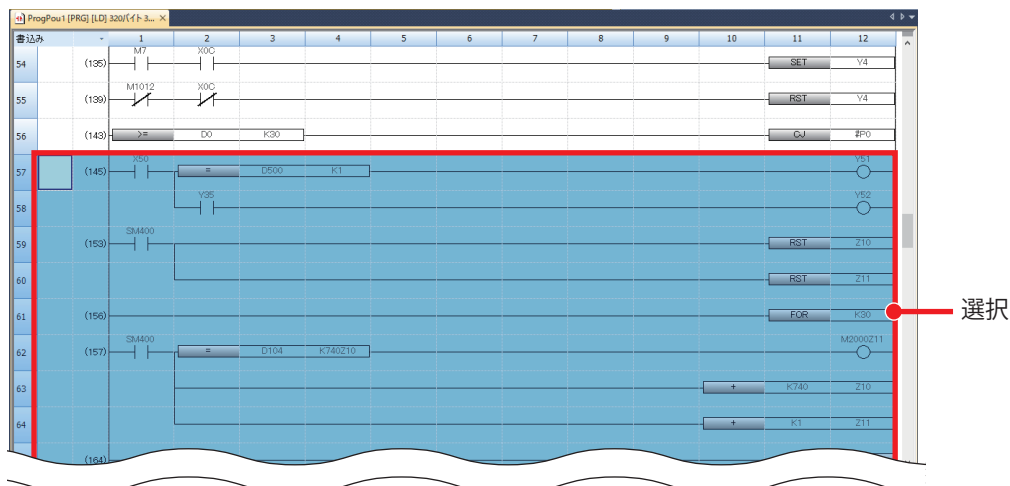 ProgPou1 [PRG] [LD] 320バイト3... ×
書込み 1 2 3 4 5 6 7 8 9 10 11 12
M7 X0C
54 (135) SET Y4
M1012 X0C
55 (139) RST Y4
56 (143) >= D0 K30 CJ #P0
X50 Y51
57 (145) = D500 K1
Y35 Y52
58
SM400
59 (153) RST Z10
60 RST Z11
61 (156) FOR K30
選択
SM400 M2000Z11
62 (157) = D104 K740Z10
63 + K740 Z10
64 + K1 Z11
(164)